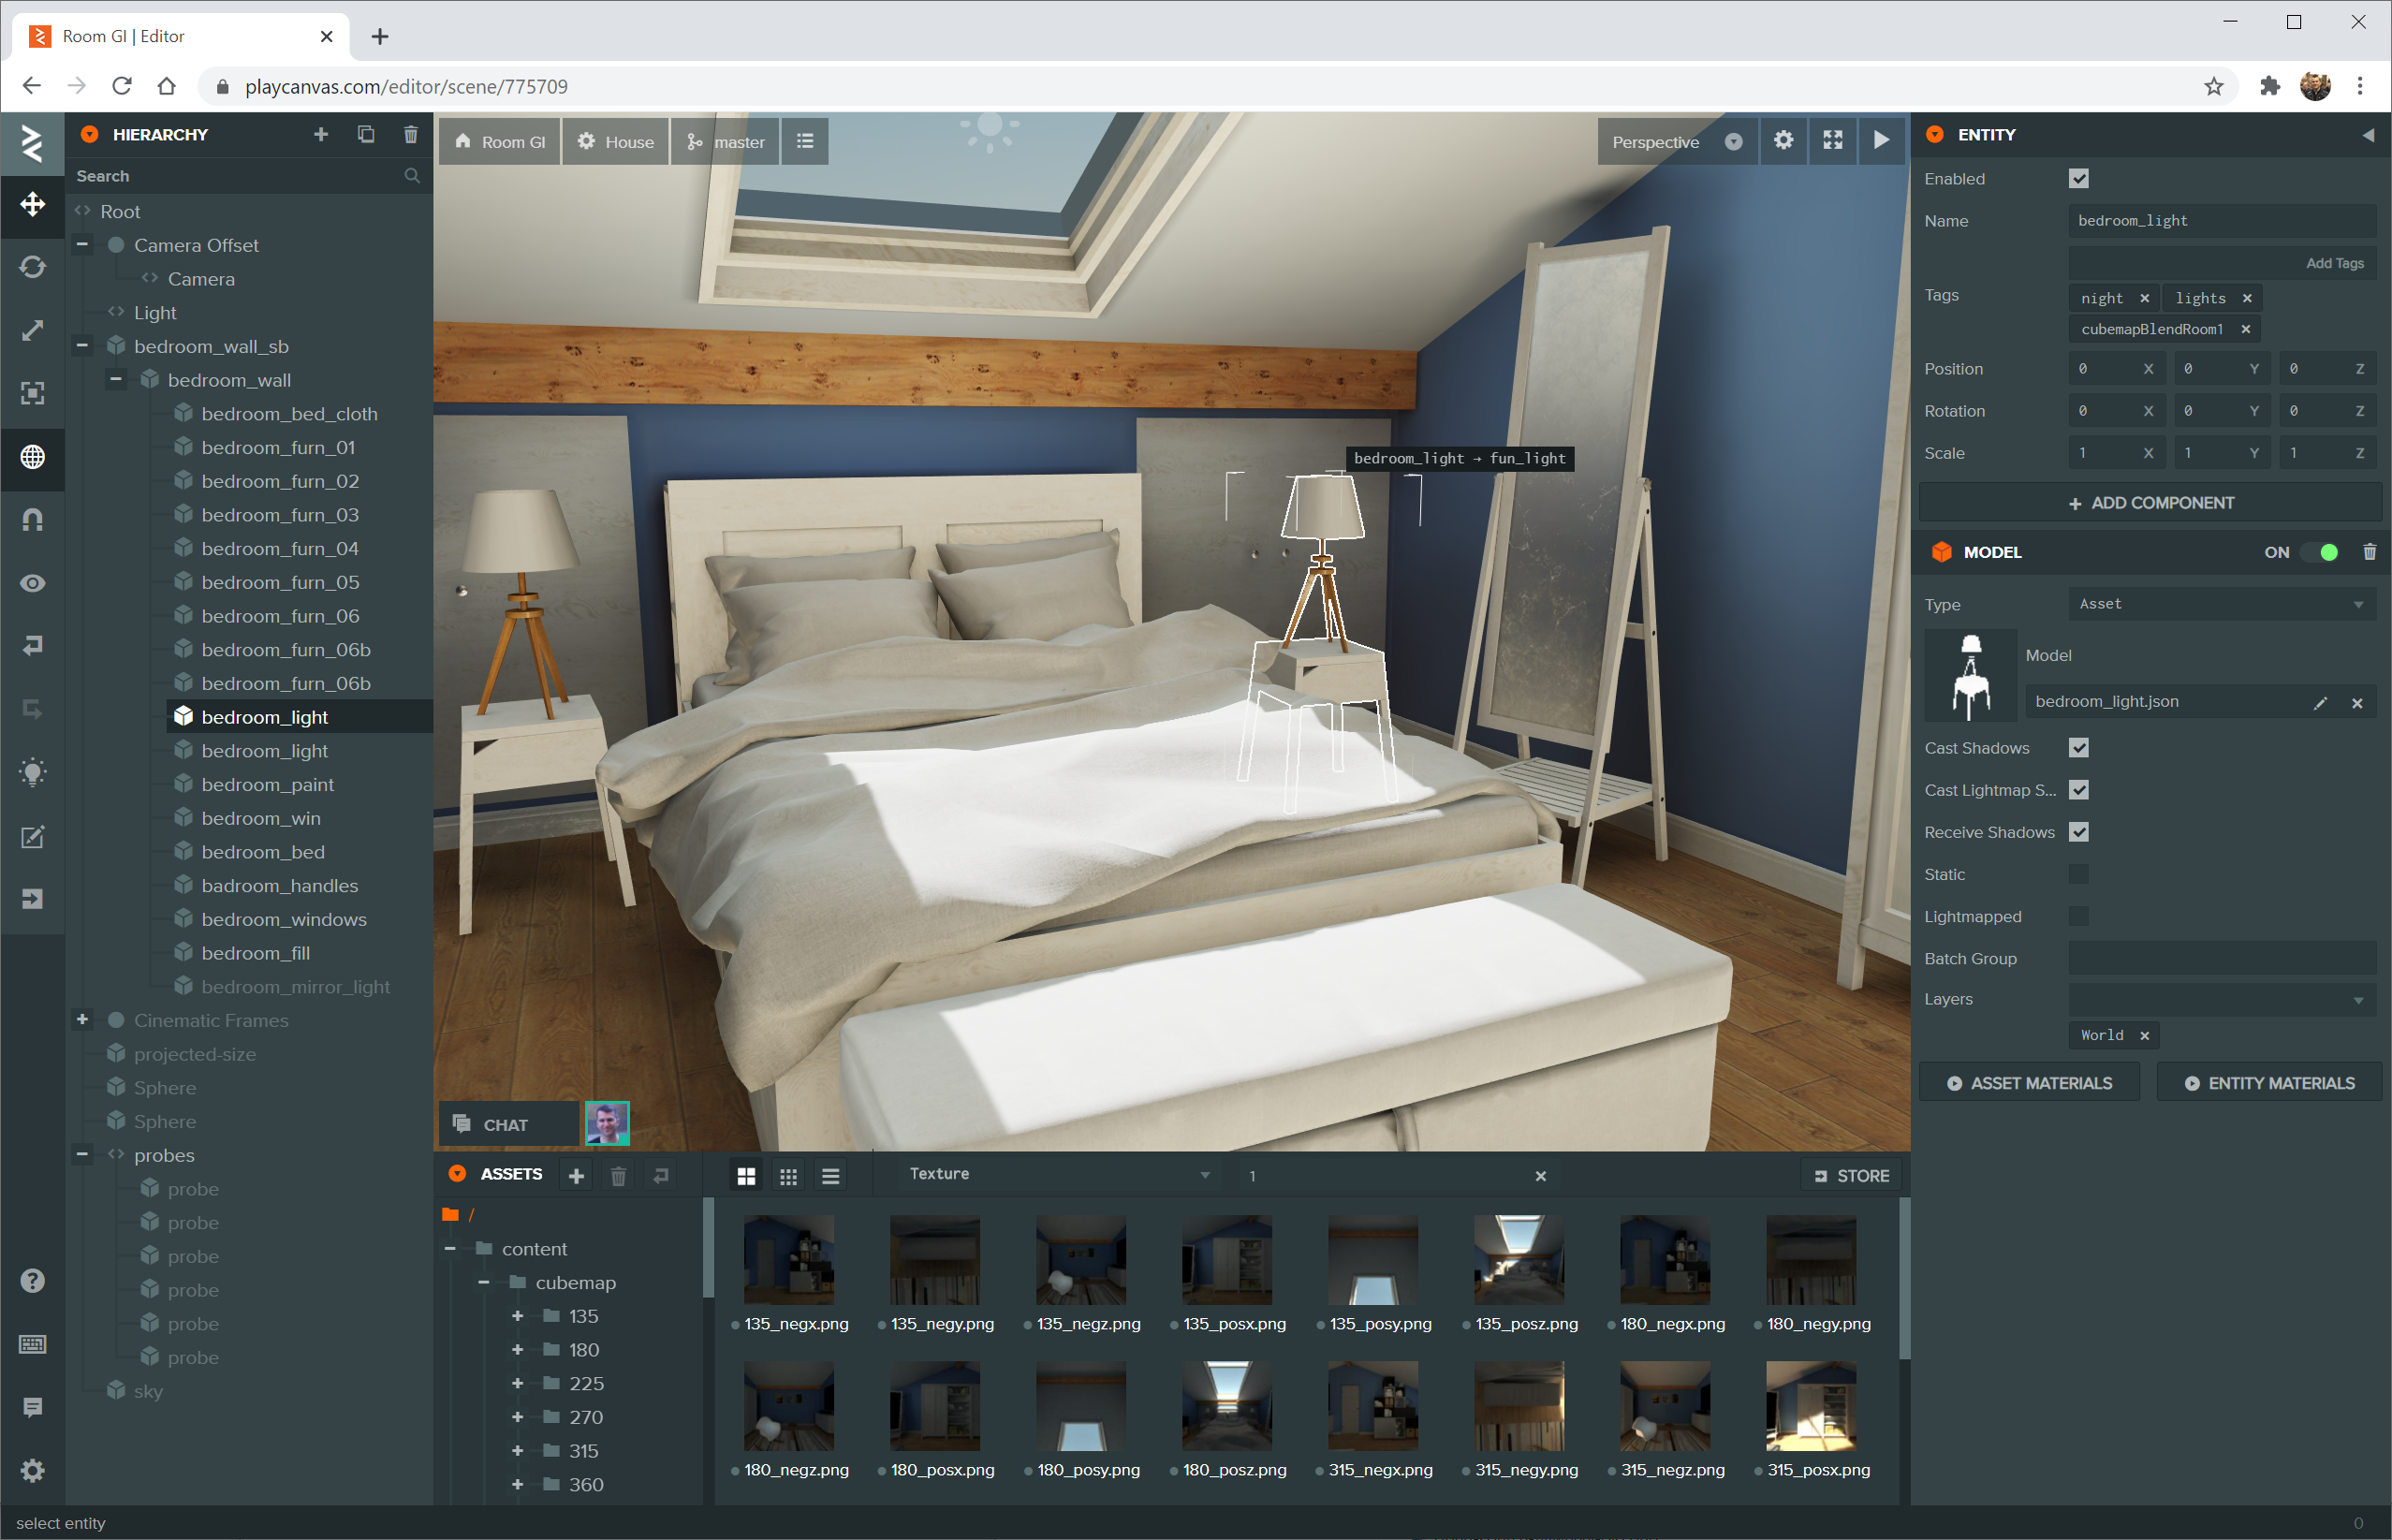 Room GI | Editor
playcanvas.com/editor/scene/775709
HIERARCHY
Search
Root
Camera Offset
Camera
Light
bedroom_wall_sb
bedroom_wall
bedroom_bed_cloth
bedroom_furn_01
bedroom_furn_02
bedroom_furn_03
bedroom_furn_04
bedroom_furn_05
bedroom_furn_06
bedroom_furn_06b
bedroom_furn_06b
bedroom_light
bedroom_light
bedroom_paint
bedroom_win
bedroom_bed
badroom_handles
bedroom_windows
bedroom_fill
bedroom_mirror_light
Cinematic Frames
projected-size
Sphere
Sphere
probes
probe
probe
probe
probe
probe
probe
sky
Room GI House master
Perspective
bedroom_light → fun_light
CHAT
ASSETS
Texture
1
STORE
/
content
cubemap
135
180
225
270
315
360
135_negx.png 135_negy.png 135_negz.png 135_posx.png 135_posy.png 135_posz.png 180_negx.png 180_negy.png
180_negz.png 180_posx.png 180_posy.png 180_posz.png 315_negx.png 315_negy.png 315_negz.png 315_posx.png
ENTITY
Enabled
Name bedroom_light
Add Tags
Tags night lights
cubemapBlendRoom1
Position 0 X 0 Y 0 Z
Rotation 0 X 0 Y 0 Z
Scale 1 X 1 Y 1 Z
ADD COMPONENT
MODEL ON
Type Asset
Model
bedroom_light.json
Cast Shadows
Cast Lightmap S...
Receive Shadows
Static
Lightmapped
Batch Group
Layers
World
ASSET MATERIALS ENTITY MATERIALS
select entity
0